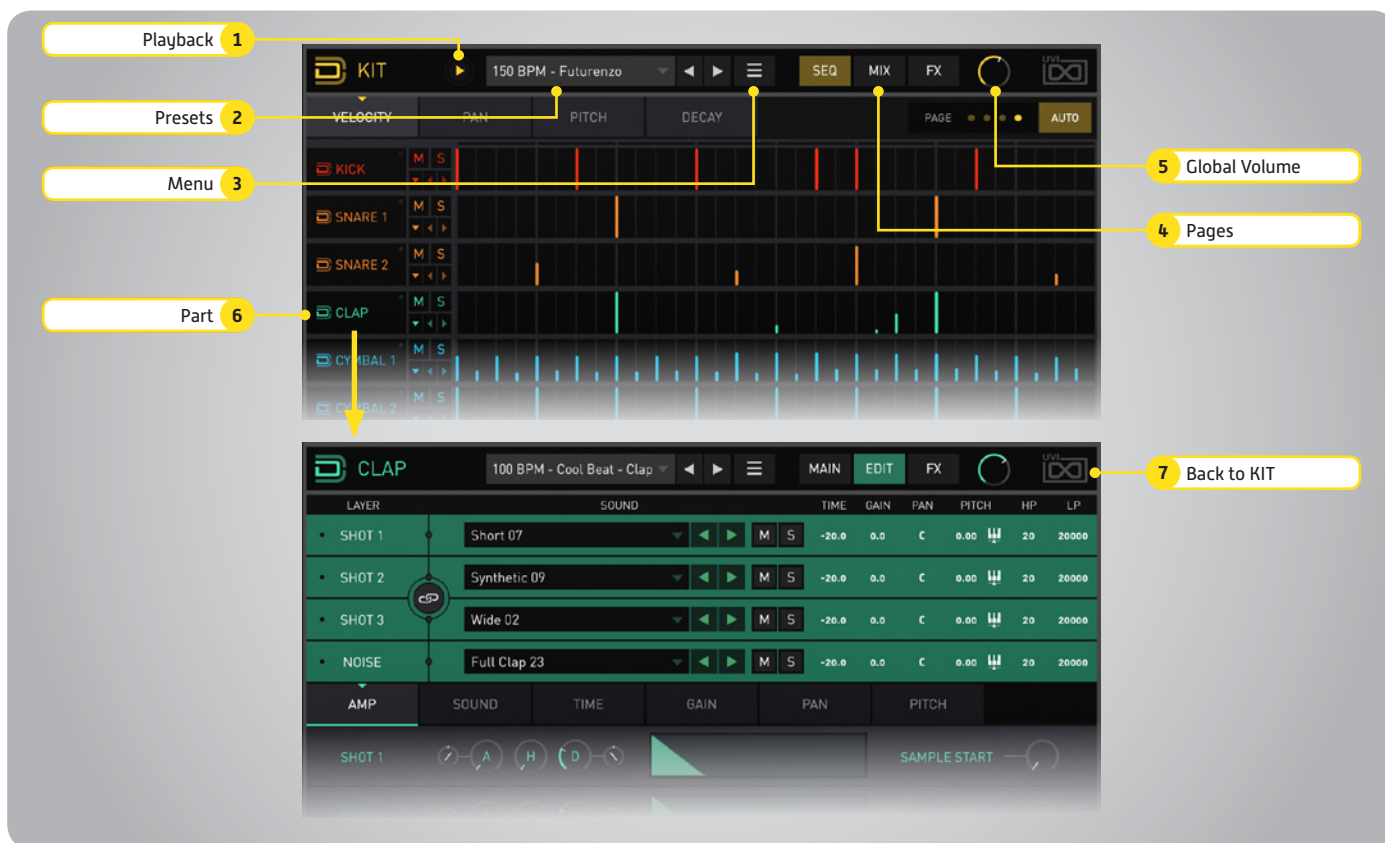 Playback 1
KIT 150 BPM - Futurenzo SEQ MIX FX UVI
Presets 2
VELOCITY PAN PITCH DECAY PAGE AUTO
KICK M S
Menu 3
5 Global Volume
SNARE 1 M S
4 Pages
SNARE 2 M S
Part 6
CLAP M S
CYMBAL 1 M S
CYMBAL 2 M S
CLAP 100 BPM - Cool Beat - Clap MAIN EDIT FX UVI
7 Back to KIT
LAYER SOUND TIME GAIN PAN PITCH HP LP
SHOT 1 Short 07 M S -20.0 0.0 C 0.00 20 20000
SHOT 2 Synthetic 09 M S -20.0 0.0 C 0.00 20 20000
SHOT 3 Wide 02 M S -20.0 0.0 C 0.00 20 20000
NOISE Full Clap 23 M S -20.0 0.0 C 0.00 20 20000
AMP SOUND TIME GAIN PAN PITCH
SHOT 1 A H D SAMPLE START